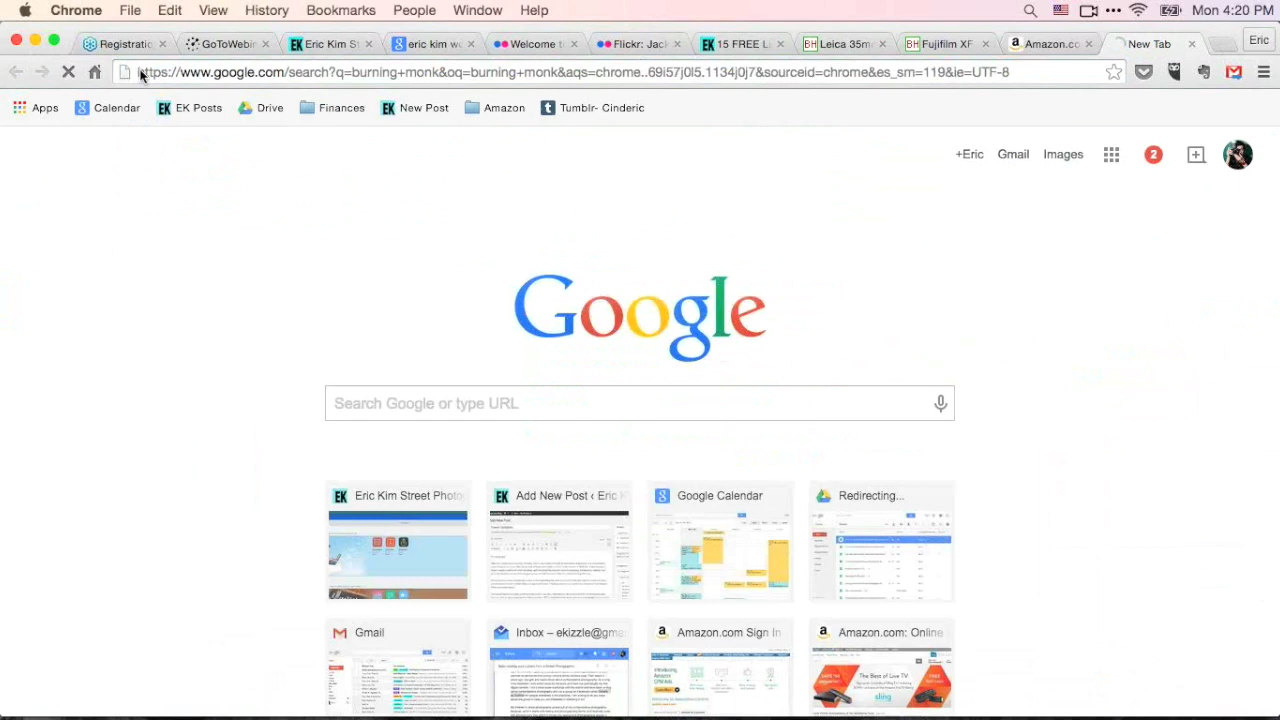 Chrome File Edit View History Bookmarks People Window Help Mon 4:20 PM
Registratic GoToWebi Eric Kim St eric kim w Welcome t Flickr: Jac 15 FREE L Leica 35m Fujifilm XF Amazon.co New Tab Eric
https://www.google.com/search?q=burning+monk&oq=burning+monk&aqs=chrome..69i57j0l5.1134j0j7&sourceid=chrome&es_sm=119&ie=UTF-8
Apps Calendar EK Posts Drive Finances New Post Amazon Tumblr- Cinderic
+Eric Gmail Images 2
Google
Search Google or type URL
Eric Kim Street Photo Add New Post ‹ Eric K Google Calendar Redirecting...
Gmail Inbox – ekizzle@gma Amazon.com Sign In Amazon.com: Online